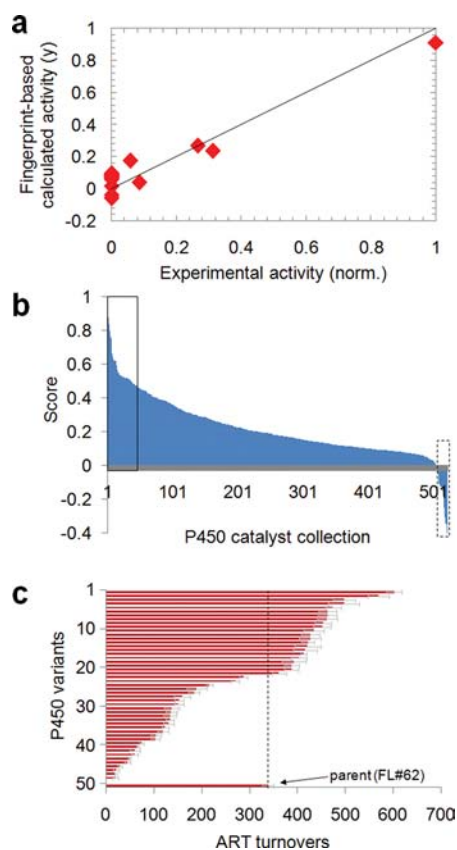 a
Fingerprint-based
calculated activity (y)
1
0.8
0.6
0.4
0.2
0
-0.2
0 0.2 0.4 0.6 0.8 1
Experimental activity (norm.)
b
Score
1
0.8
0.6
0.4
0.2
0
-0.2
-0.4
1 101 201 301 401 501
P450 catalyst collection
c
P450 variants
1
10
20
30
40
50
parent (FL#62)
0 100 200 300 400 500 600 700
ART turnovers